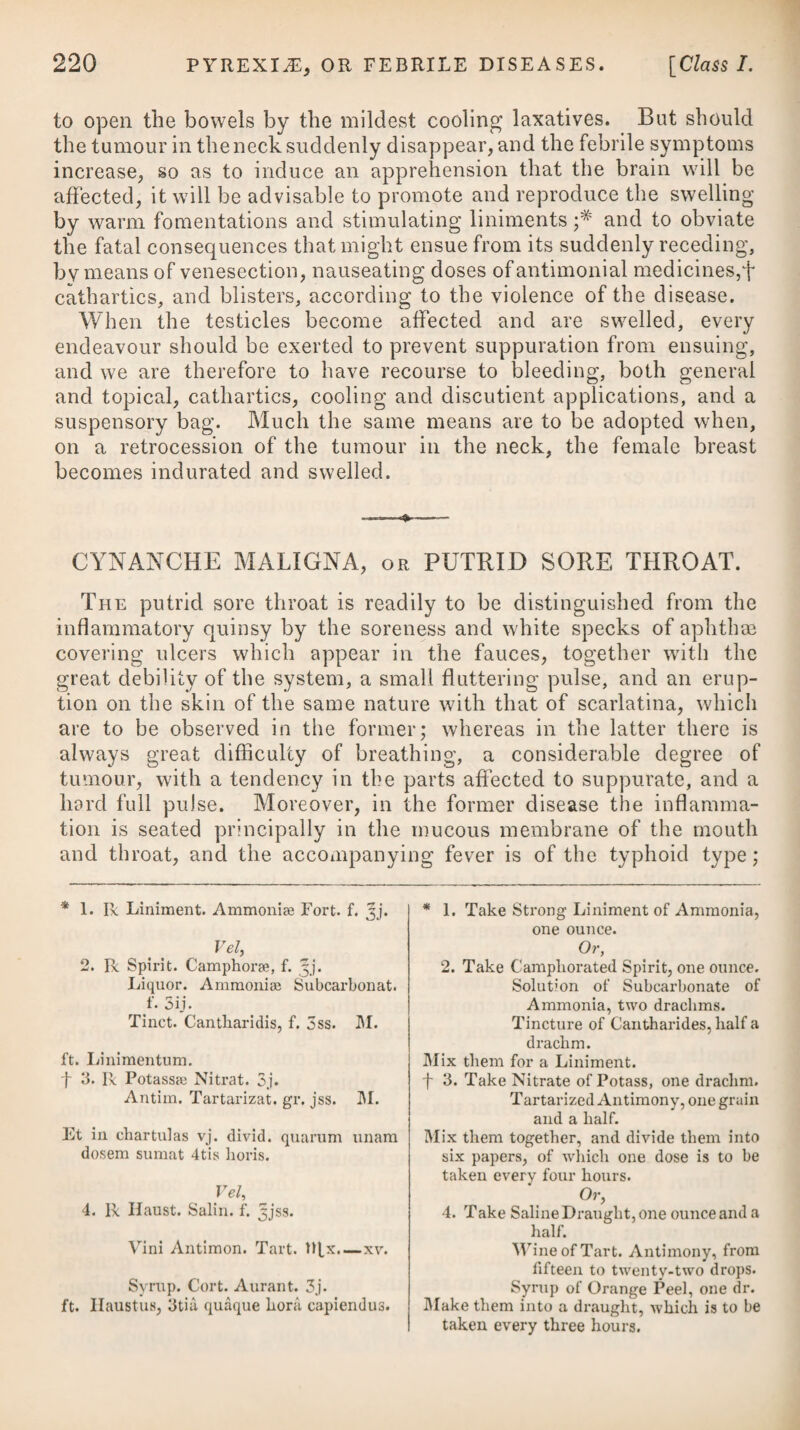 220 PYREXIÆ, OR FEBRILE DISEASES. [Class I.
to open the bowels by the mildest cooling laxatives. But should
the tumour in the neck suddenly disappear, and the febrile symptoms
increase, so as to induce an apprehension that the brain will be
affected, it will be advisable to promote and reproduce the swelling
by warm fomentations and stimulating liniments ;* and to obviate
the fatal consequences that might ensue from its suddenly receding,
by means of venesection, nauseating doses of antimonial medicines,†
cathartics, and blisters, according to the violence of the disease.
When the testicles become affected and are swelled, every
endeavour should be exerted to prevent suppuration from ensuing,
and we are therefore to have recourse to bleeding, both general
and topical, cathartics, cooling and discutient applications, and a
suspensory bag. Much the same means are to be adopted when,
on a retrocession of the tumour in the neck, the female breast
becomes indurated and swelled.
CYNANCHE MALIGNA, OR PUTRID SORE THROAT.
The putrid sore throat is readily to be distinguished from the
inflammatory quinsy by the soreness and white specks of aphthæ
covering ulcers which appear in the fauces, together with the
great debility of the system, a small fluttering pulse, and an erup-
tion on the skin of the same nature with that of scarlatina, which
are to be observed in the former; whereas in the latter there is
always great difficulty of breathing, a considerable degree of
tumour, with a tendency in the parts affected to suppurate, and a
hard full pulse. Moreover, in the former disease the inflamma-
tion is seated principally in the mucous membrane of the mouth
and throat, and the accompanying fever is of the typhoid type ;
* 1. ℞ Liniment. Ammoniæ Fort. f. ℥j.
Vel,
2. ℞ Spirit. Camphoræ, f. ℥j.
Liquor. Ammoniæ Subcarbonat.
f. ʒij.
Tinct. Cantharidis, f. ʒss. M.
ft. Linimentum.
† 3. ℞ Potassæ Nitrat. ʒj.
Antim. Tartarizat. gr. jss. M.
Et in chartulas vj. divid. quarum unam
dosem sumat 4tis horis.
Vel,
4. ℞ Haust. Salin. f. ℥jss.
Vini Antimon. Tart. ♏x.—xv.
Syrup. Cort. Aurant. ʒj.
ft. Haustus, 3tiâ quâque horâ capiendus.
* 1. Take Strong Liniment of Ammonia,
one ounce.
Or,
2. Take Camphorated Spirit, one ounce.
Solution of Subcarbonate of
Ammonia, two drachms.
Tincture of Cantharides, half a
drachm.
Mix them for a Liniment.
† 3. Take Nitrate of Potass, one drachm.
Tartarized Antimony, one grain
and a half.
Mix them together, and divide them into
six papers, of which one dose is to be
taken every four hours.
Or,
4. Take Saline Draught, one ounce and a
half.
Wine of Tart. Antimony, from
fifteen to twenty-two drops.
Syrup of Orange Peel, one dr.
Make them into a draught, which is to be
taken every three hours.